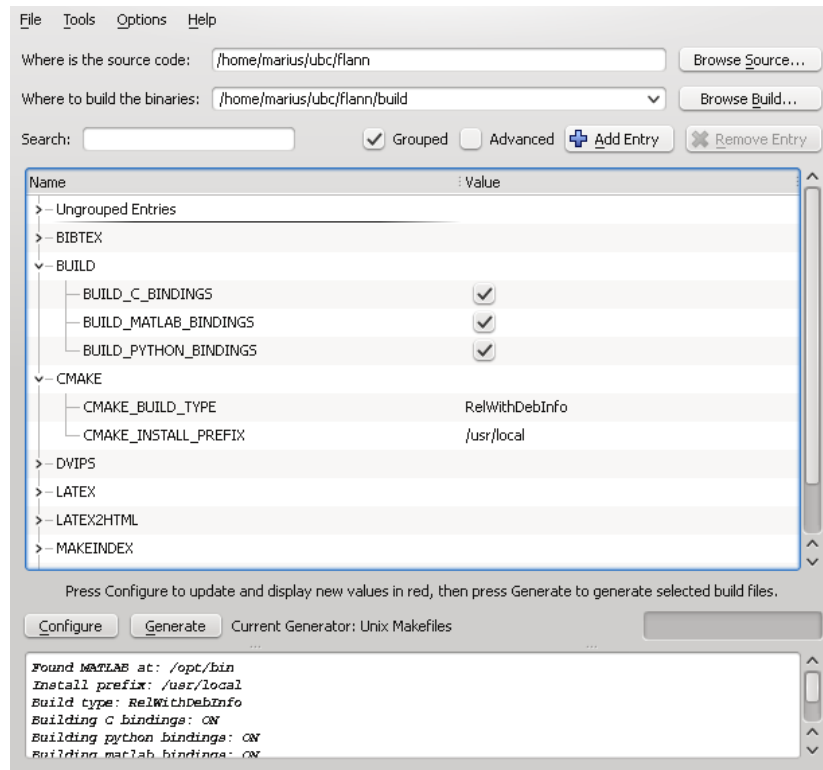 File Tools Options Help
Where is the source code: /home/marius/ubc/flann Browse Source...
Where to build the binaries: /home/marius/ubc/flann/build Browse Build...
Search: Grouped Advanced Add Entry Remove Entry
Name Value
Ungrouped Entries
BIBTEX
BUILD
BUILD_C_BINDINGS
BUILD_MATLAB_BINDINGS
BUILD_PYTHON_BINDINGS
CMAKE
CMAKE_BUILD_TYPE RelWithDebInfo
CMAKE_INSTALL_PREFIX /usr/local
DVIPS
LATEX
LATEX2HTML
MAKEINDEX
Press Configure to update and display new values in red, then press Generate to generate selected build files.
Configure Generate Current Generator: Unix Makefiles
Found MATLAB at: /opt/bin
Install prefix: /usr/local
Build type: RelWithDebInfo
Building C bindings: ON
Building python bindings: ON
Building matlab bindings: ON